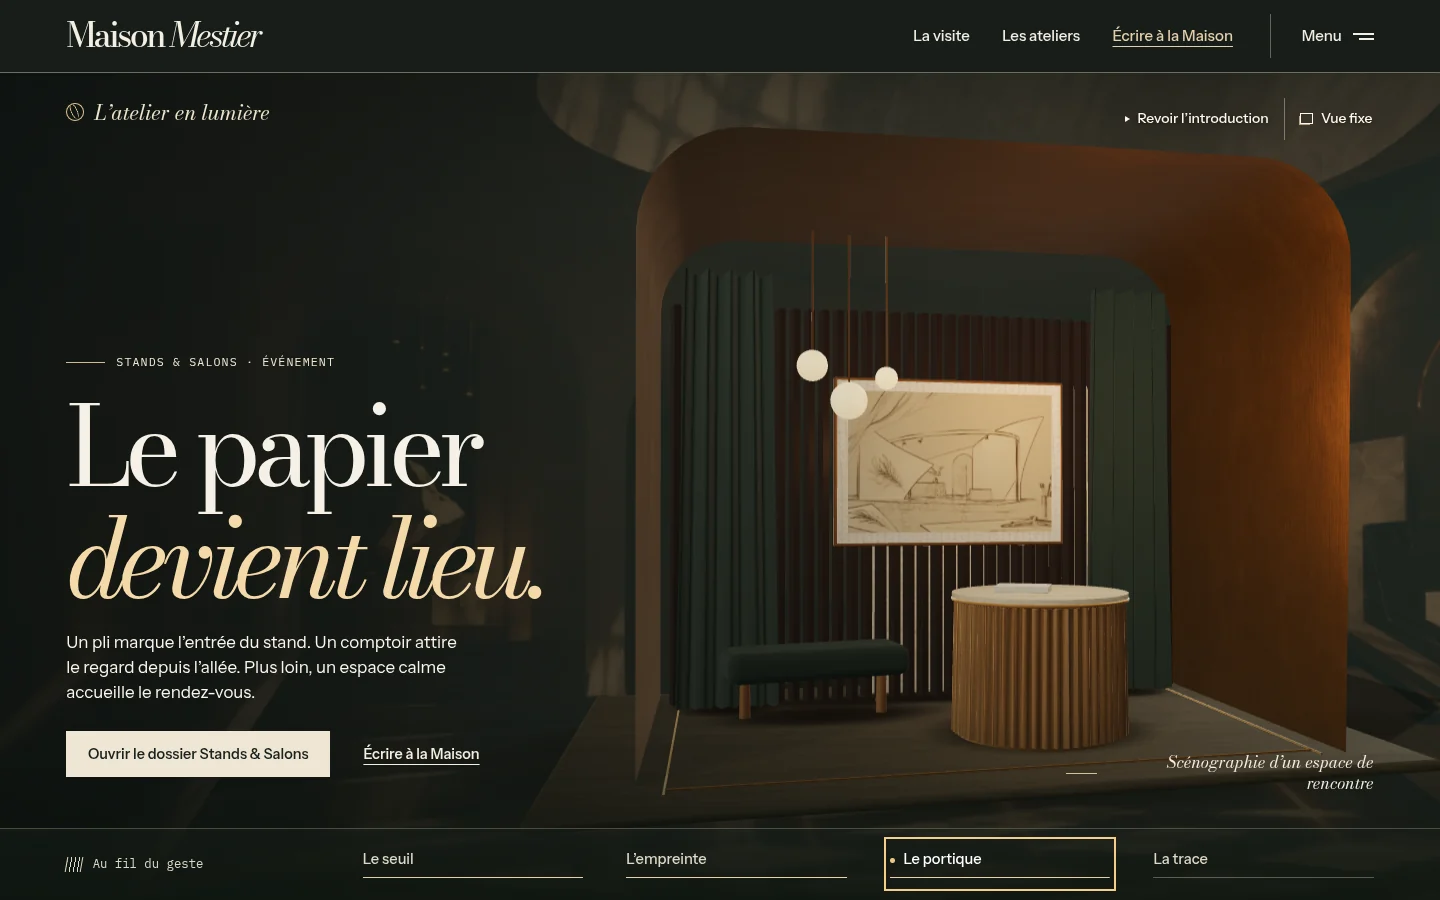 Maison Mestier
La visite
Les ateliers
Écrire à la Maison
Menu
L’atelier en lumière
Revoir l’introduction
Vue fixe
STANDS & SALONS · ÉVÉNEMENT
Le papier
devient lieu.
Un pli marque l’entrée du stand. Un comptoir attire
le regard depuis l’allée. Plus loin, un espace calme
accueille le rendez-vous.
Ouvrir le dossier Stands & Salons
Écrire à la Maison
Scénographie d’un espace de
rencontre
Au fil du geste
Le seuil
L’empreinte
Le portique
La trace